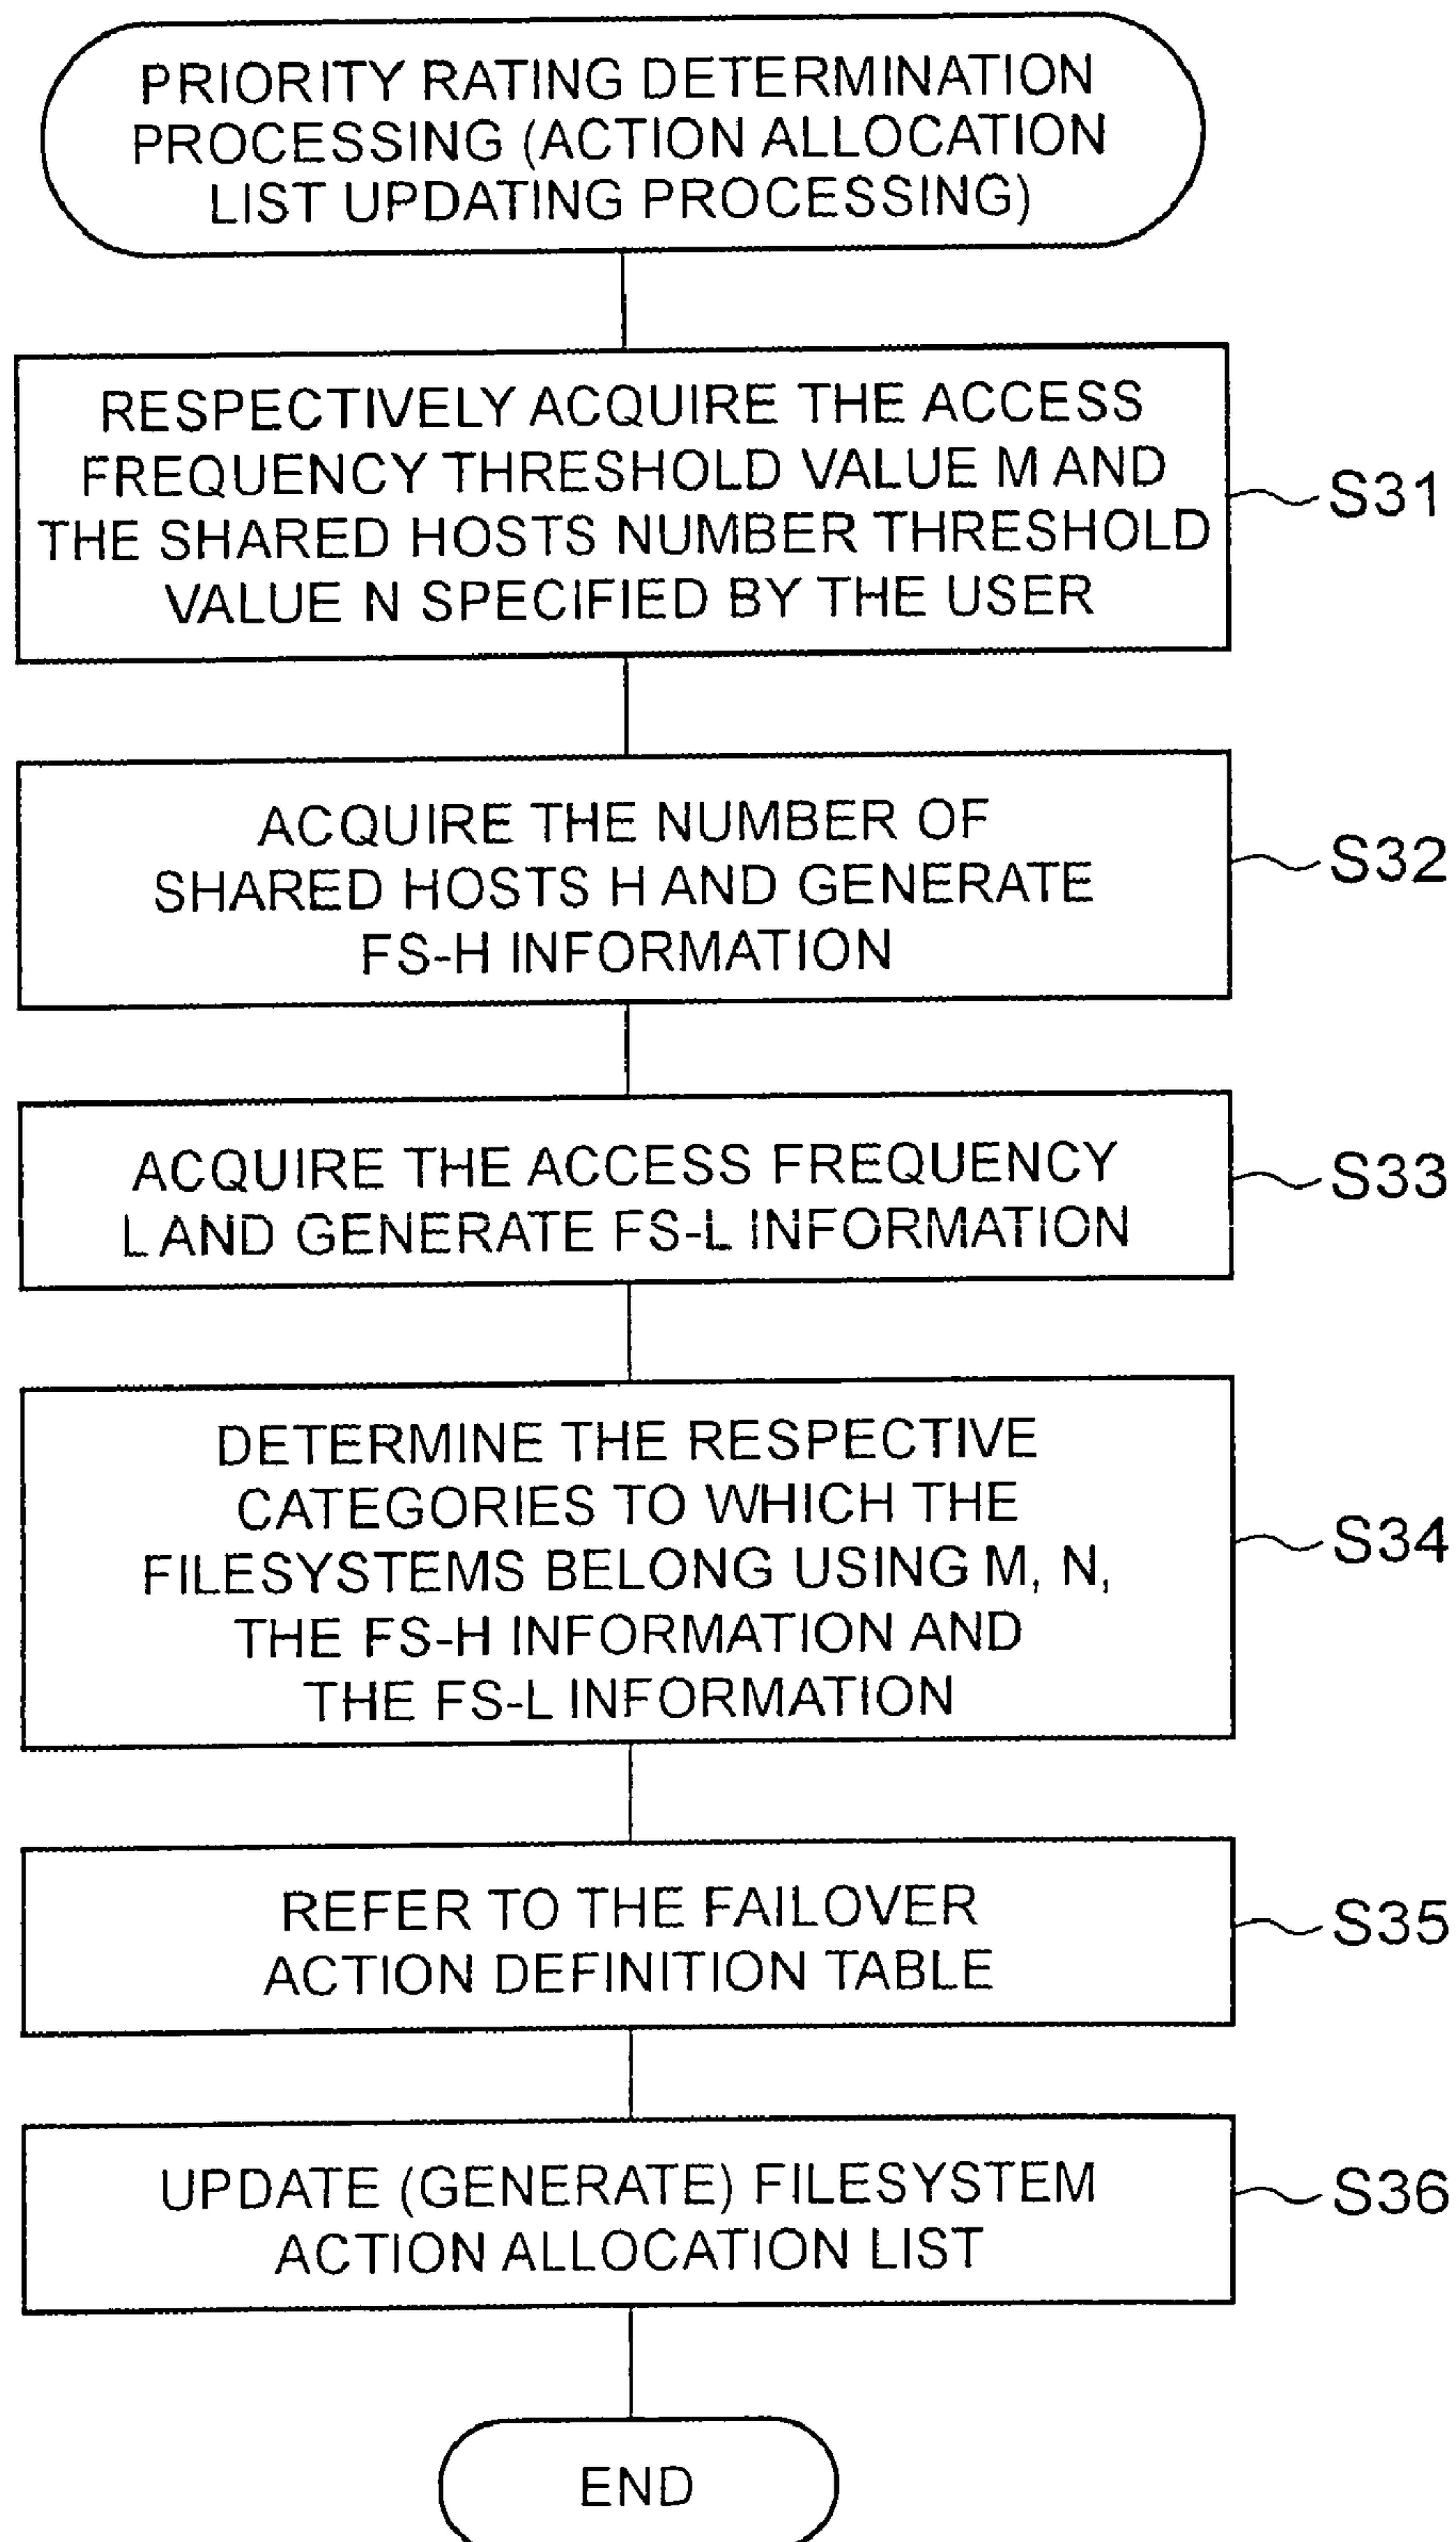 PRIORITY RATING DETERMINATION
PROCESSING (ACTION ALLOCATION
LIST UPDATING PROCESSING)
RESPECTIVELY ACQUIRE THE ACCESS
FREQUENCY THRESHOLD VALUE M AND
THE SHARED HOSTS NUMBER THRESHOLD
VALUE N SPECIFIED BY THE USER
S31
ACQUIRE THE NUMBER OF
SHARED HOSTS H AND GENERATE
FS-H INFORMATION
S32
ACQUIRE THE ACCESS FREQUENCY
L AND GENERATE FS-L INFORMATION
S33
DETERMINE THE RESPECTIVE
CATEGORIES TO WHICH THE
FILESYSTEMS BELONG USING M, N,
THE FS-H INFORMATION AND
THE FS-L INFORMATION
S34
REFER TO THE FAILOVER
ACTION DEFINITION TABLE
S35
UPDATE (GENERATE) FILESYSTEM
ACTION ALLOCATION LIST
S36
END